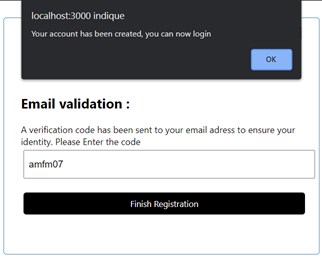 localhost:3000 indique
Your account has been created, you can now login
OK
Email validation :
A verification code has been sent to your email adress to ensure your
identity. Please Enter the code
amfm07
Finish Registration